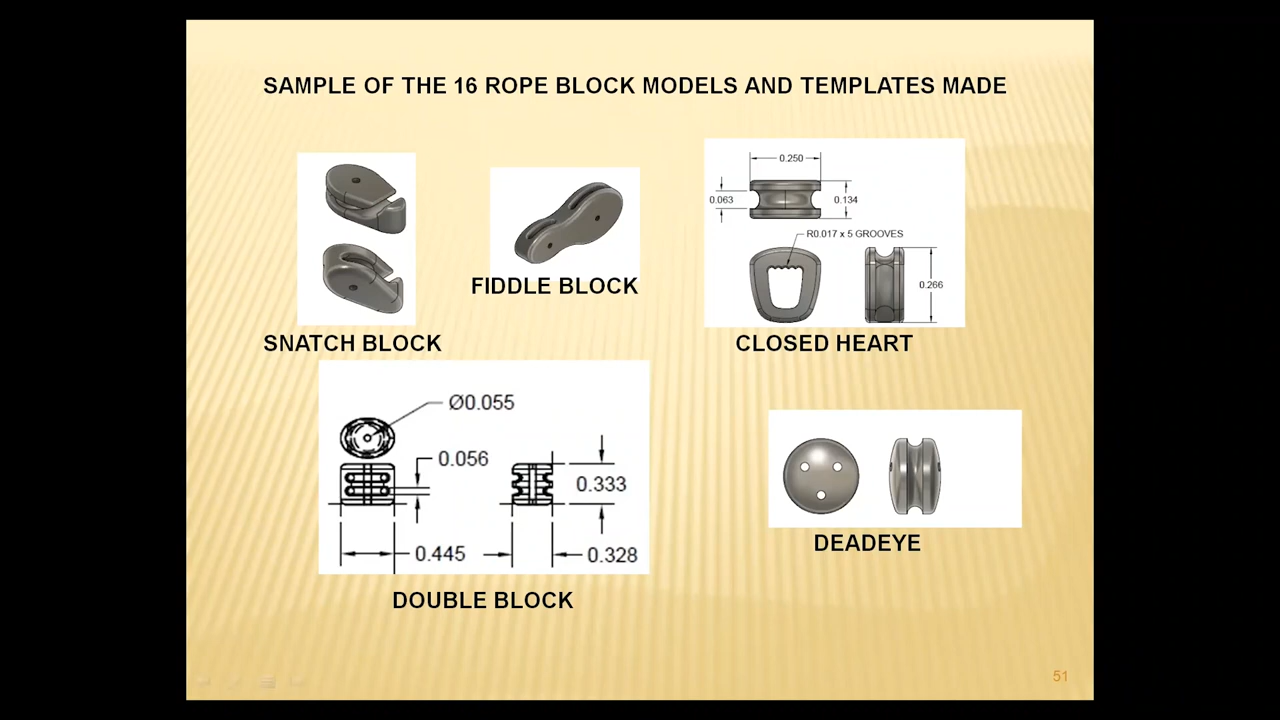 SAMPLE OF THE 16 ROPE BLOCK MODELS AND TEMPLATES MADE
0.250
0.063
0.134
R0.017 x 5 GROOVES
0.266
FIDDLE BLOCK
SNATCH BLOCK
CLOSED HEART
Ø0.055
0.056
0.333
0.445
0.328
DEADEYE
DOUBLE BLOCK
51